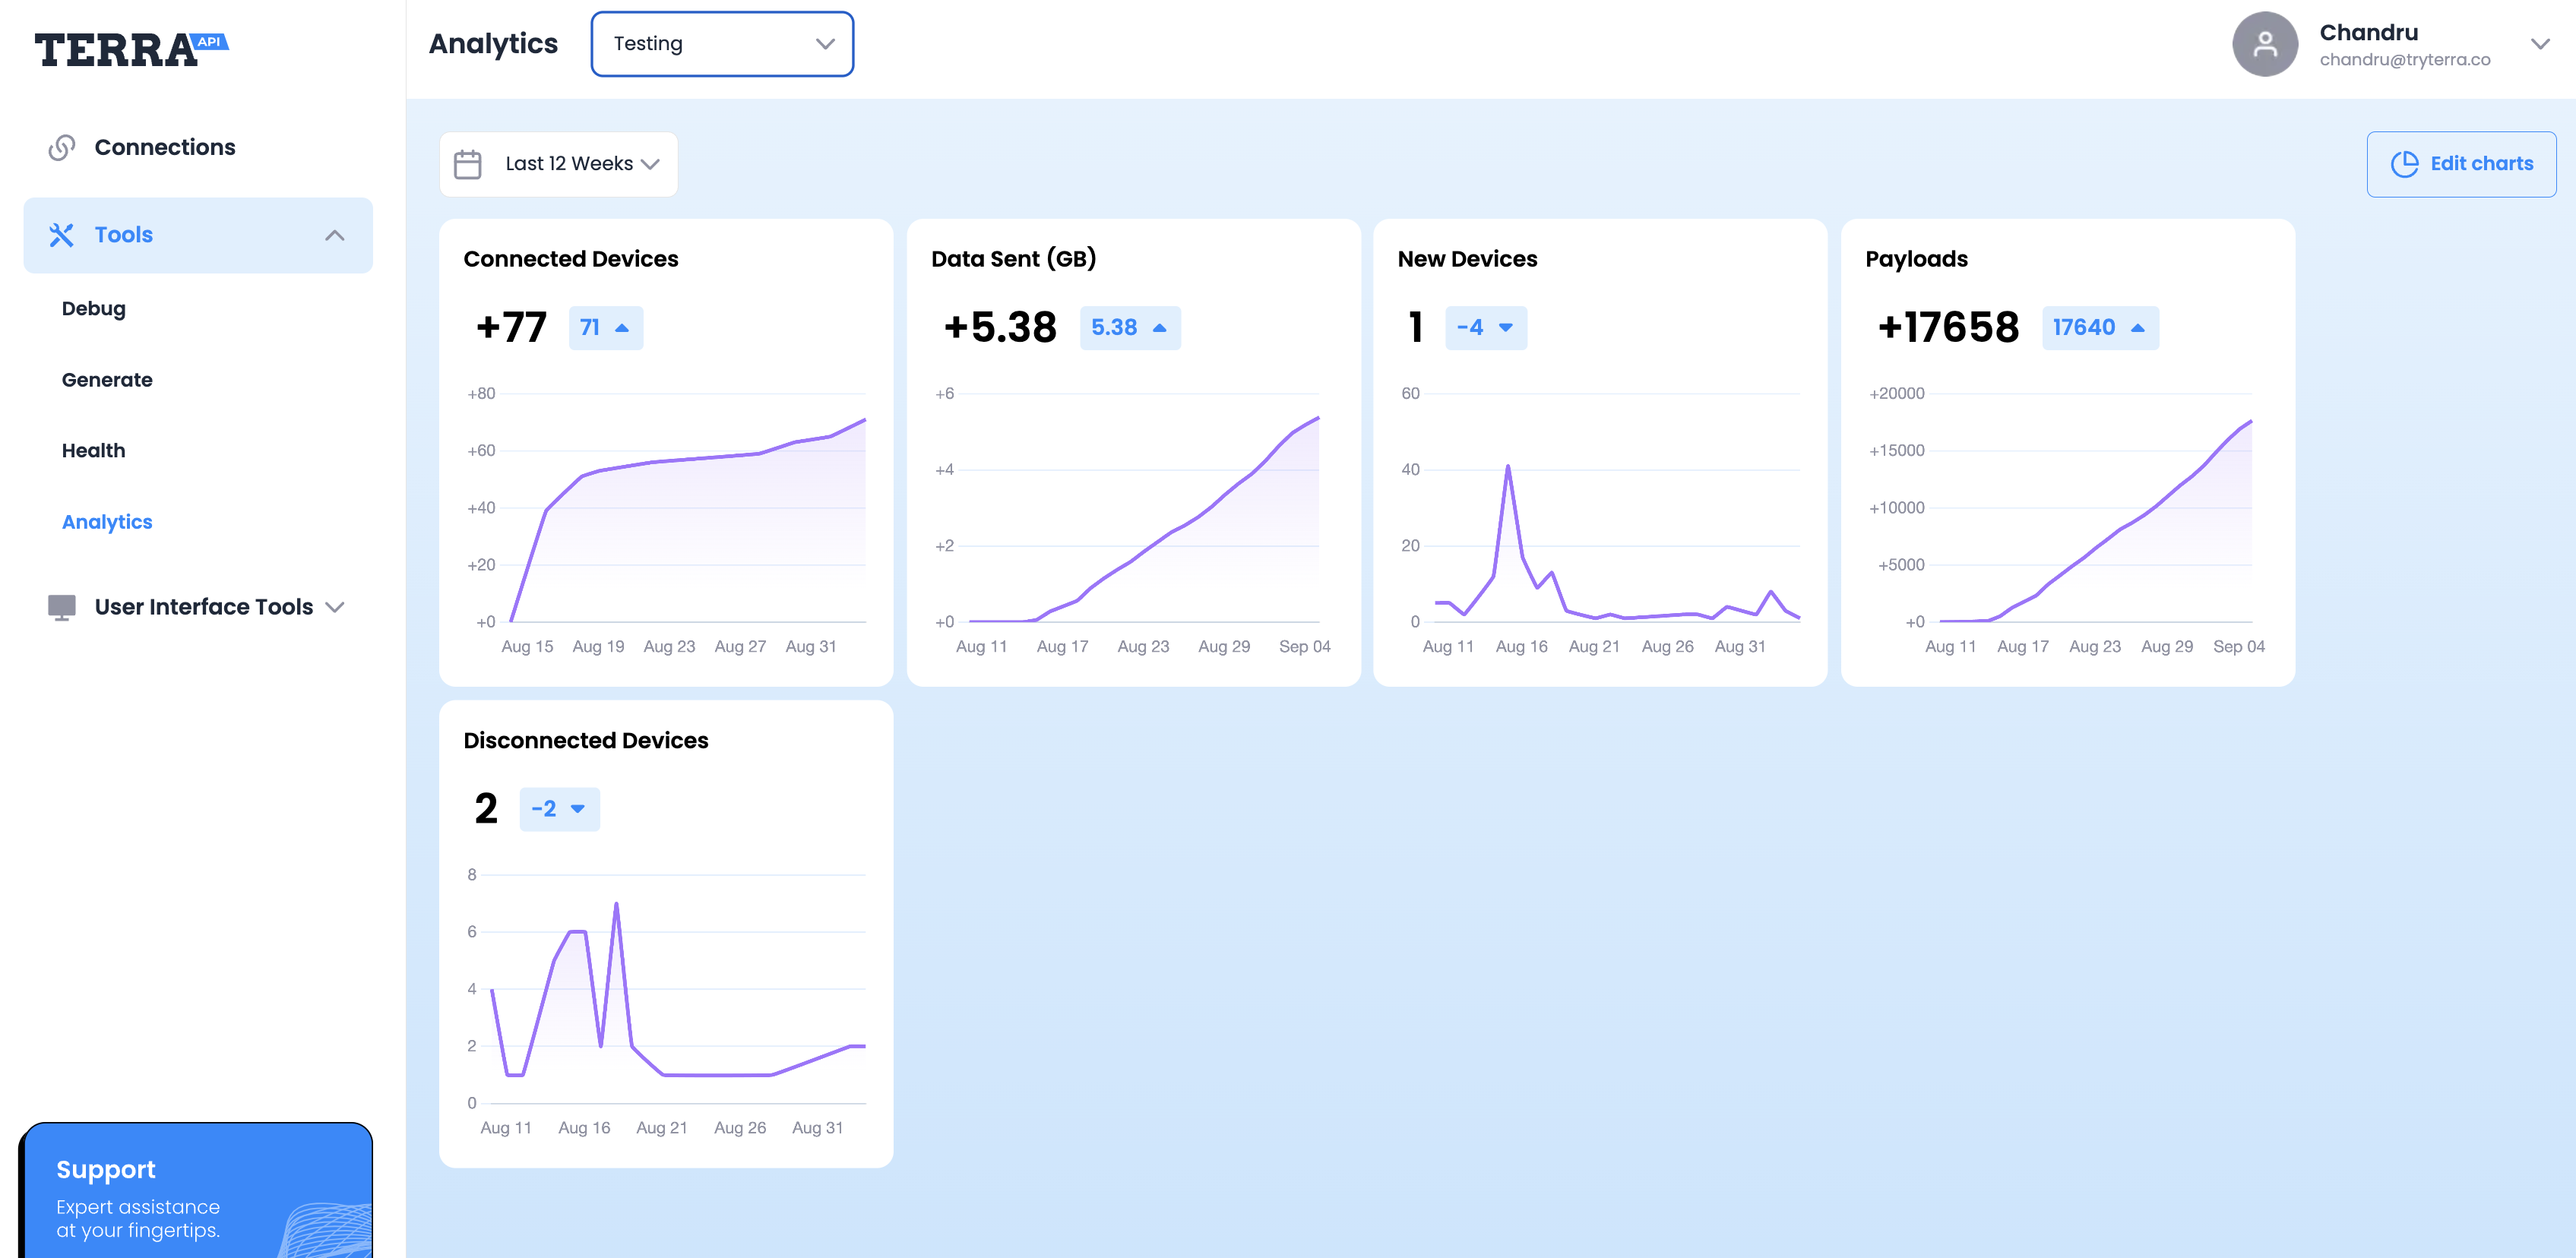 TERRA API
Analytics
Testing
Chandru
chandru@tryterra.co
Connections
Tools
Debug
Generate
Health
Analytics
User Interface Tools
Support
Expert assistance
at your fingertips.
Last 12 Weeks
Edit charts
Connected Devices
+77 71
+80
+60
+40
+20
+0
Aug 15 Aug 19 Aug 23 Aug 27 Aug 31
Data Sent (GB)
+5.38 5.38
+6
+4
+2
+0
Aug 11 Aug 17 Aug 23 Aug 29 Sep 04
New Devices
1 -4
60
40
20
0
Aug 11 Aug 16 Aug 21 Aug 26 Aug 31
Payloads
+17658 17640
+20000
+15000
+10000
+5000
+0
Aug 11 Aug 17 Aug 23 Aug 29 Sep 04
Disconnected Devices
2 -2
8
6
4
2
0
Aug 11 Aug 16 Aug 21 Aug 26 Aug 31